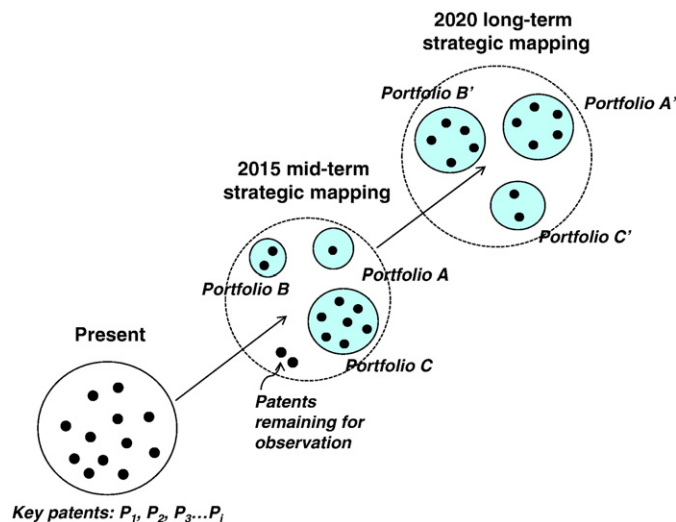 2020 long-term
strategic mapping
Portfolio B’
Portfolio A’
Portfolio C’
2015 mid-term
strategic mapping
Portfolio B
Portfolio A
Portfolio C
Patents
remaining for
observation
Present
Key patents: P1, P2, P3…Pi